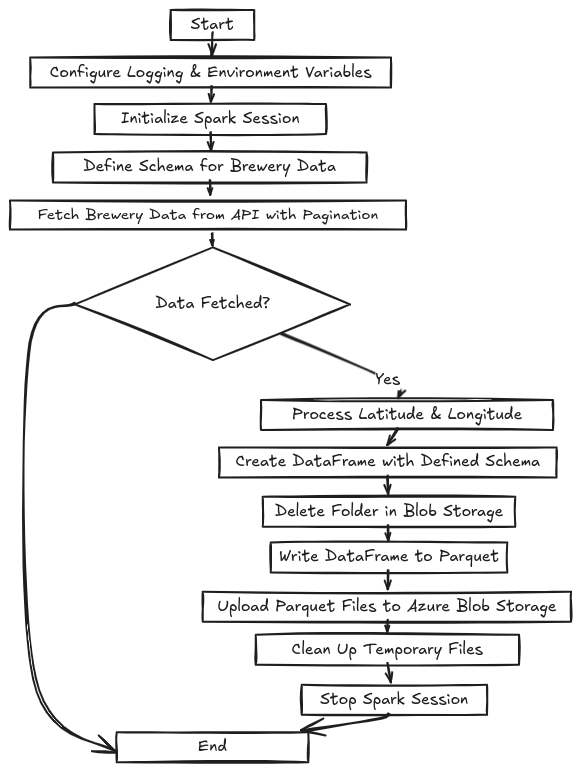 Start
Configure Logging & Environment Variables
Initialize Spark Session
Define Schema for Brewery Data
Fetch Brewery Data from API with Pagination
Data Fetched?
Yes
Process Latitude & Longitude
Create DataFrame with Defined Schema
Delete Folder in Blob Storage
Write DataFrame to Parquet
Upload Parquet Files to Azure Blob Storage
Clean Up Temporary Files
Stop Spark Session
End